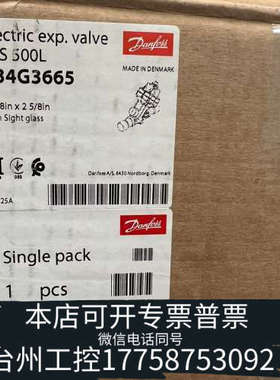 ectric exp. valve
Danfoss
S 500L
MADE IN DENMARK
34G3665
8in x 2 5/8in
Sight glass
25A
Danfoss A/S, 6430 Nordborg, Denmark
Single pack
Danfoss
1 pcs
本店可开专票普票
微信电话同号
台州工控17758753092